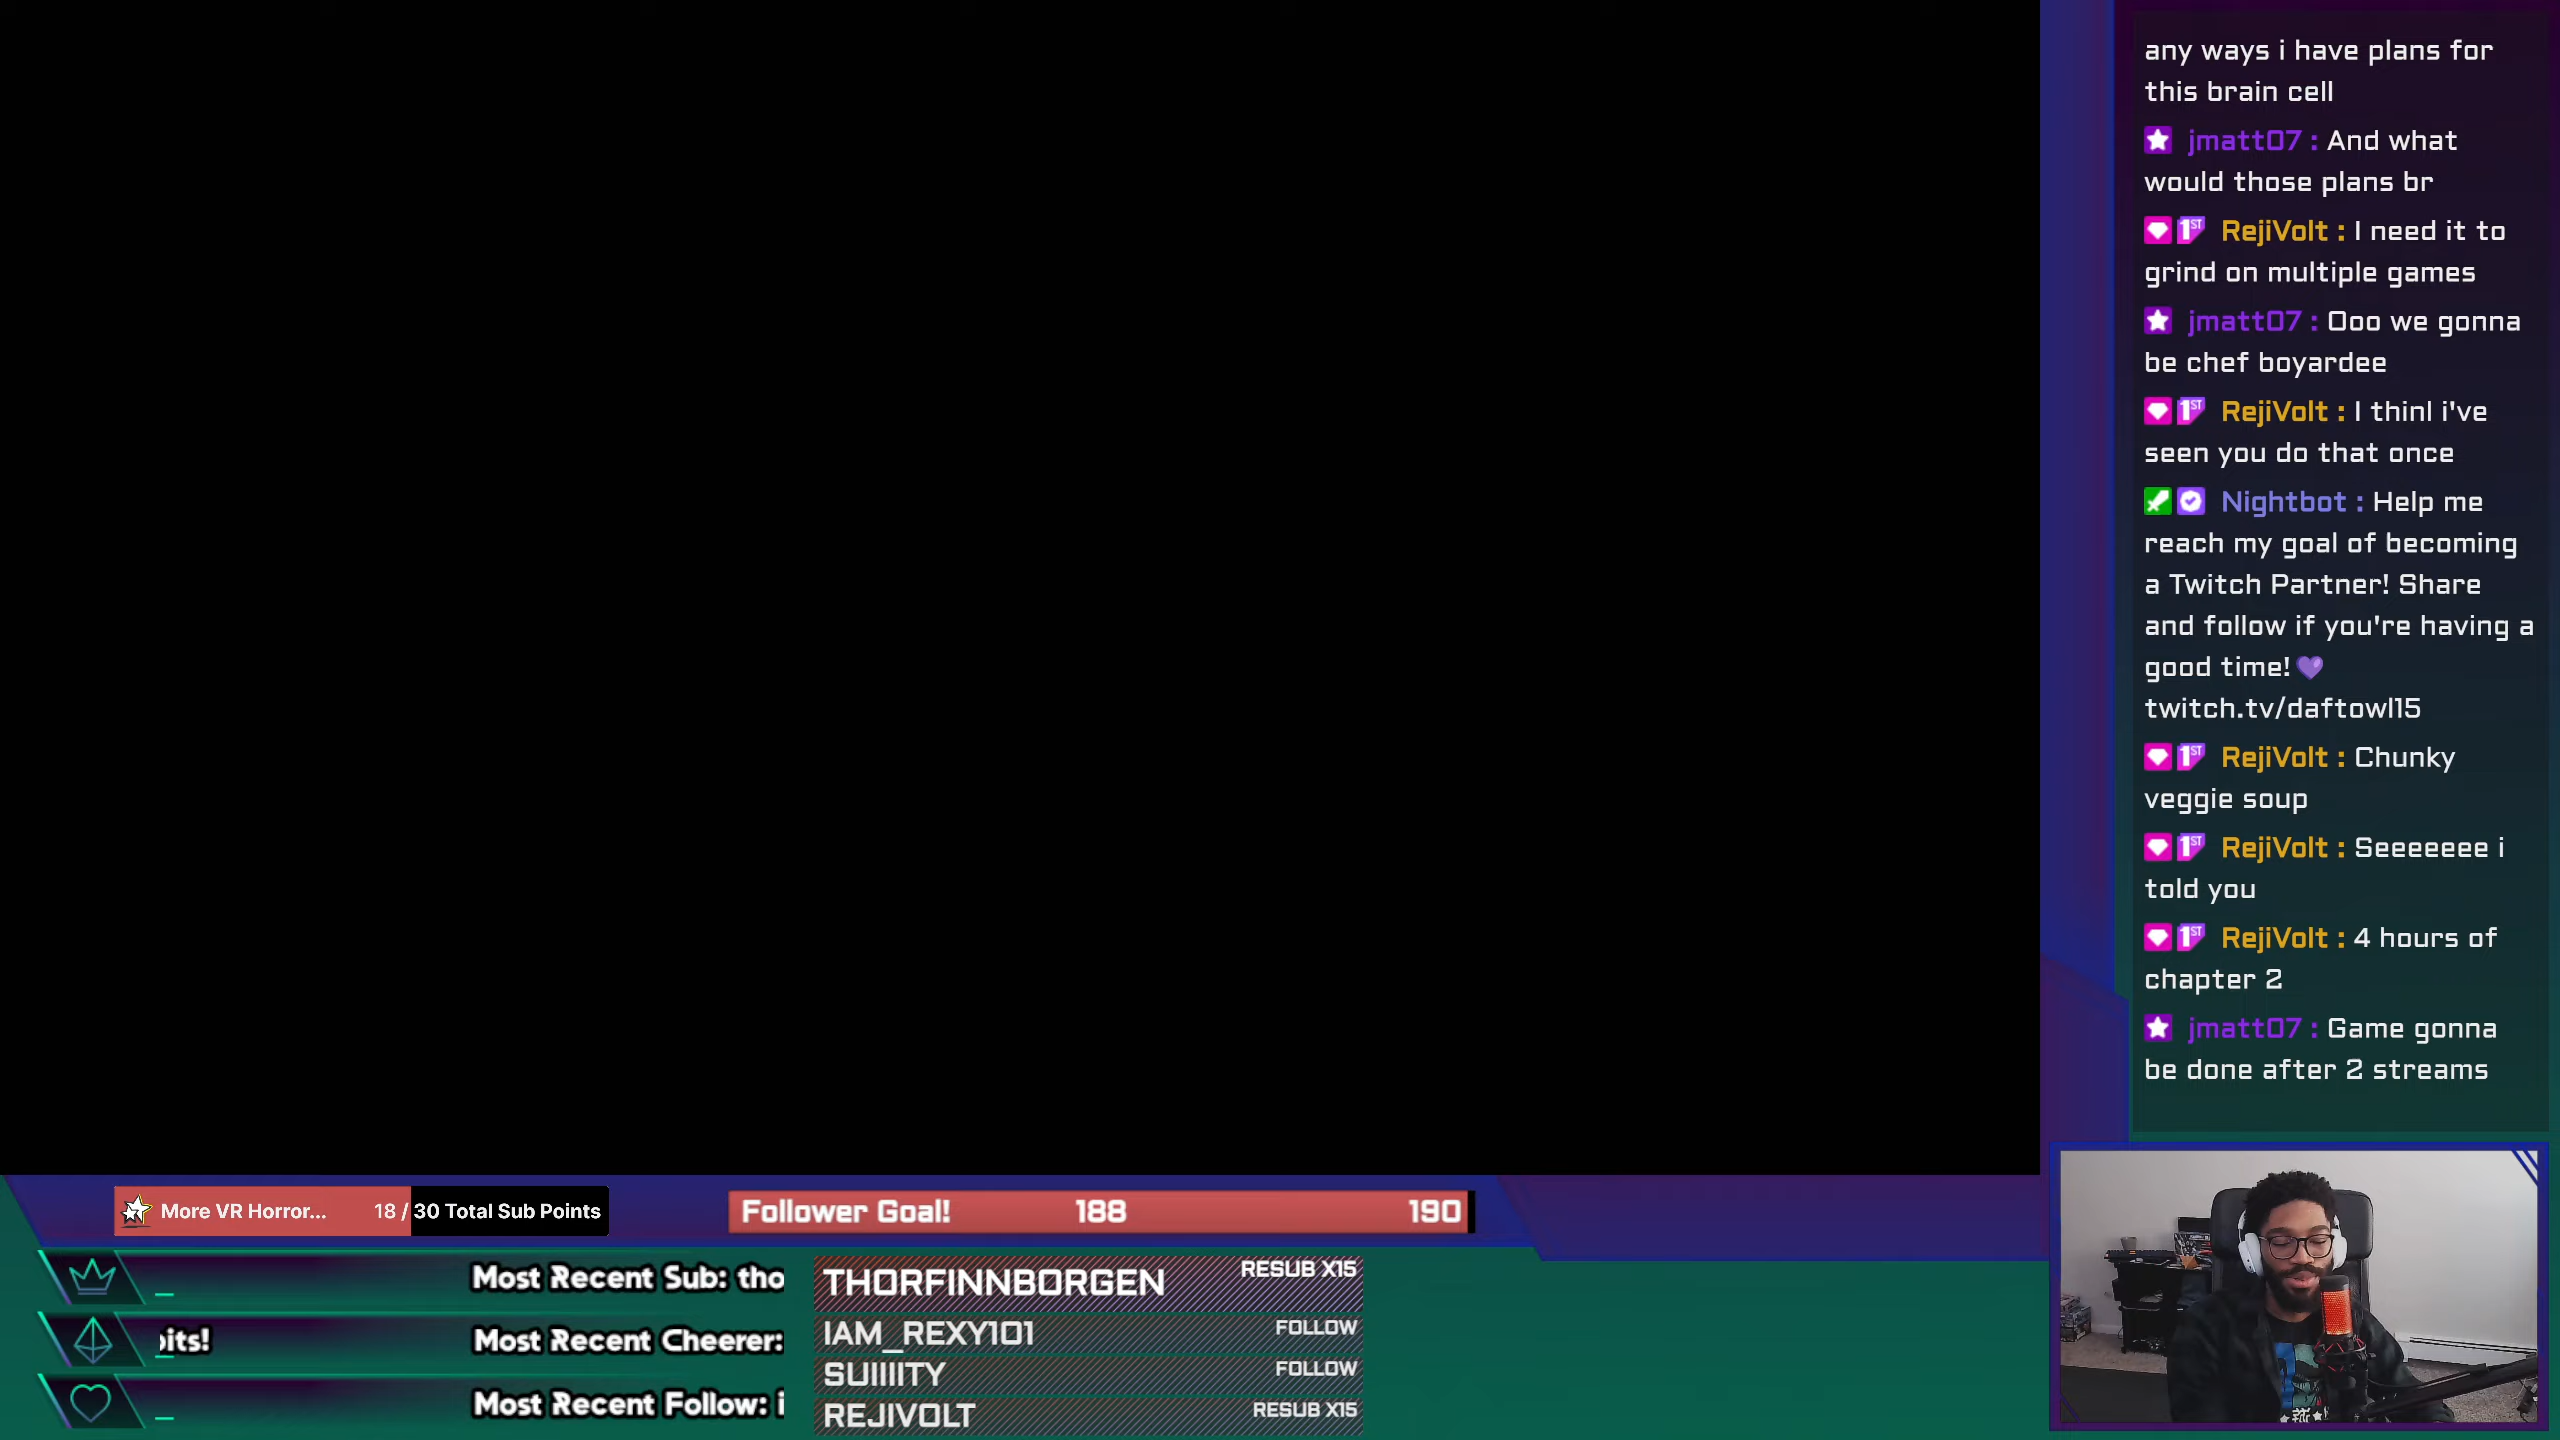 any ways i have plans for
this brain cell
jmatt07 : And what
would those plans br
RejiVolt : I need it to
grind on multiple games
jmatt07 : Ooo we gonna
be chef boyardee
RejiVolt : I thinl i've
seen you do that once
Nightbot : Help me
reach my goal of becoming
a Twitch Partner! Share
and follow if you're having a
good time!💜
twitch.tv/daftowl15
RejiVolt : Chunky
veggie soup
RejiVolt : Seeeeeee i
told you
RejiVolt : 4 hours of
chapter 2
jmatt07 : Game gonna
be done after 2 streams
More VR Horror... 18 / 30 Total Sub Points
Follower Goal! 188 190
Most Recent Sub: tho
bits! Most Recent Cheerer:
Most Recent Follow: i
THORFINNBORGEN RESUB X15
IAM_REXY101 FOLLOW
SUIIIITY FOLLOW
REJIVOLT RESUB X15